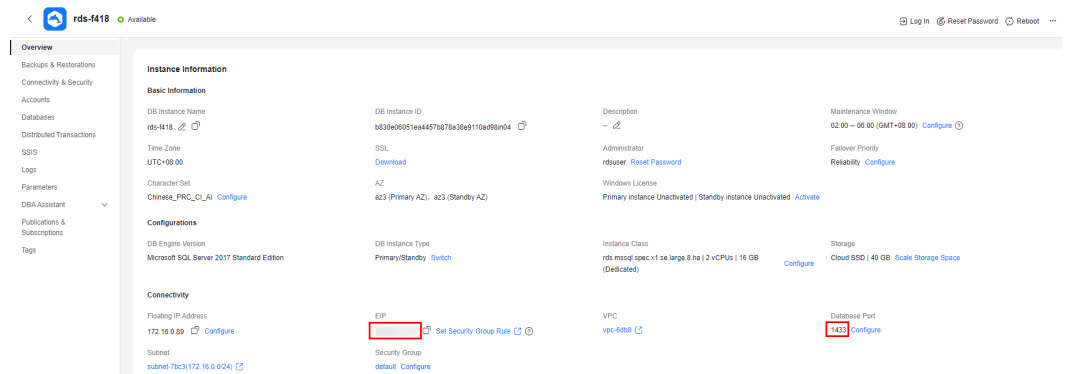 rds-f418 Available
Log In Reset Password Reboot ...
Overview
Backups & Restorations
Connectivity & Security
Accounts
Databases
Distributed Transactions
SSIS
Logs
Parameters
DBA Assistant
Publications &
Subscriptions
Tags
Instance Information
Basic Information
DB Instance Name DB Instance ID Description Maintenance Window
rds-f418 b830e06051ea4457b878a38e9110ad98in04 -- 02:00 – 06:00 (GMT+08:00) Configure
Time Zone SSL Administrator Failover Priority
UTC+08:00 Download rdsuser Reset Password Reliability Configure
Character Set AZ Windows License
Chinese_PRC_CI_AI Configure az3 (Primary AZ), az3 (Standby AZ) Primary instance Unactivated | Standby instance Unactivated Activate
Configurations
DB Engine Version DB Instance Type Instance Class Storage
Microsoft SQL Server 2017 Standard Edition Primary/Standby Switch rds.mssql.spec.x1.se.large.8.ha | 2 vCPUs | 16 GB Configure Cloud SSD | 40 GB Scale Storage Space
(Dedicated)
Connectivity
Floating IP Address EIP VPC Database Port
172.16.0.89 Configure Set Security Group Rule vpc-6db8 1433 Configure
Subnet Security Group
subnet-7bc3(172.16.0.0/24) default Configure